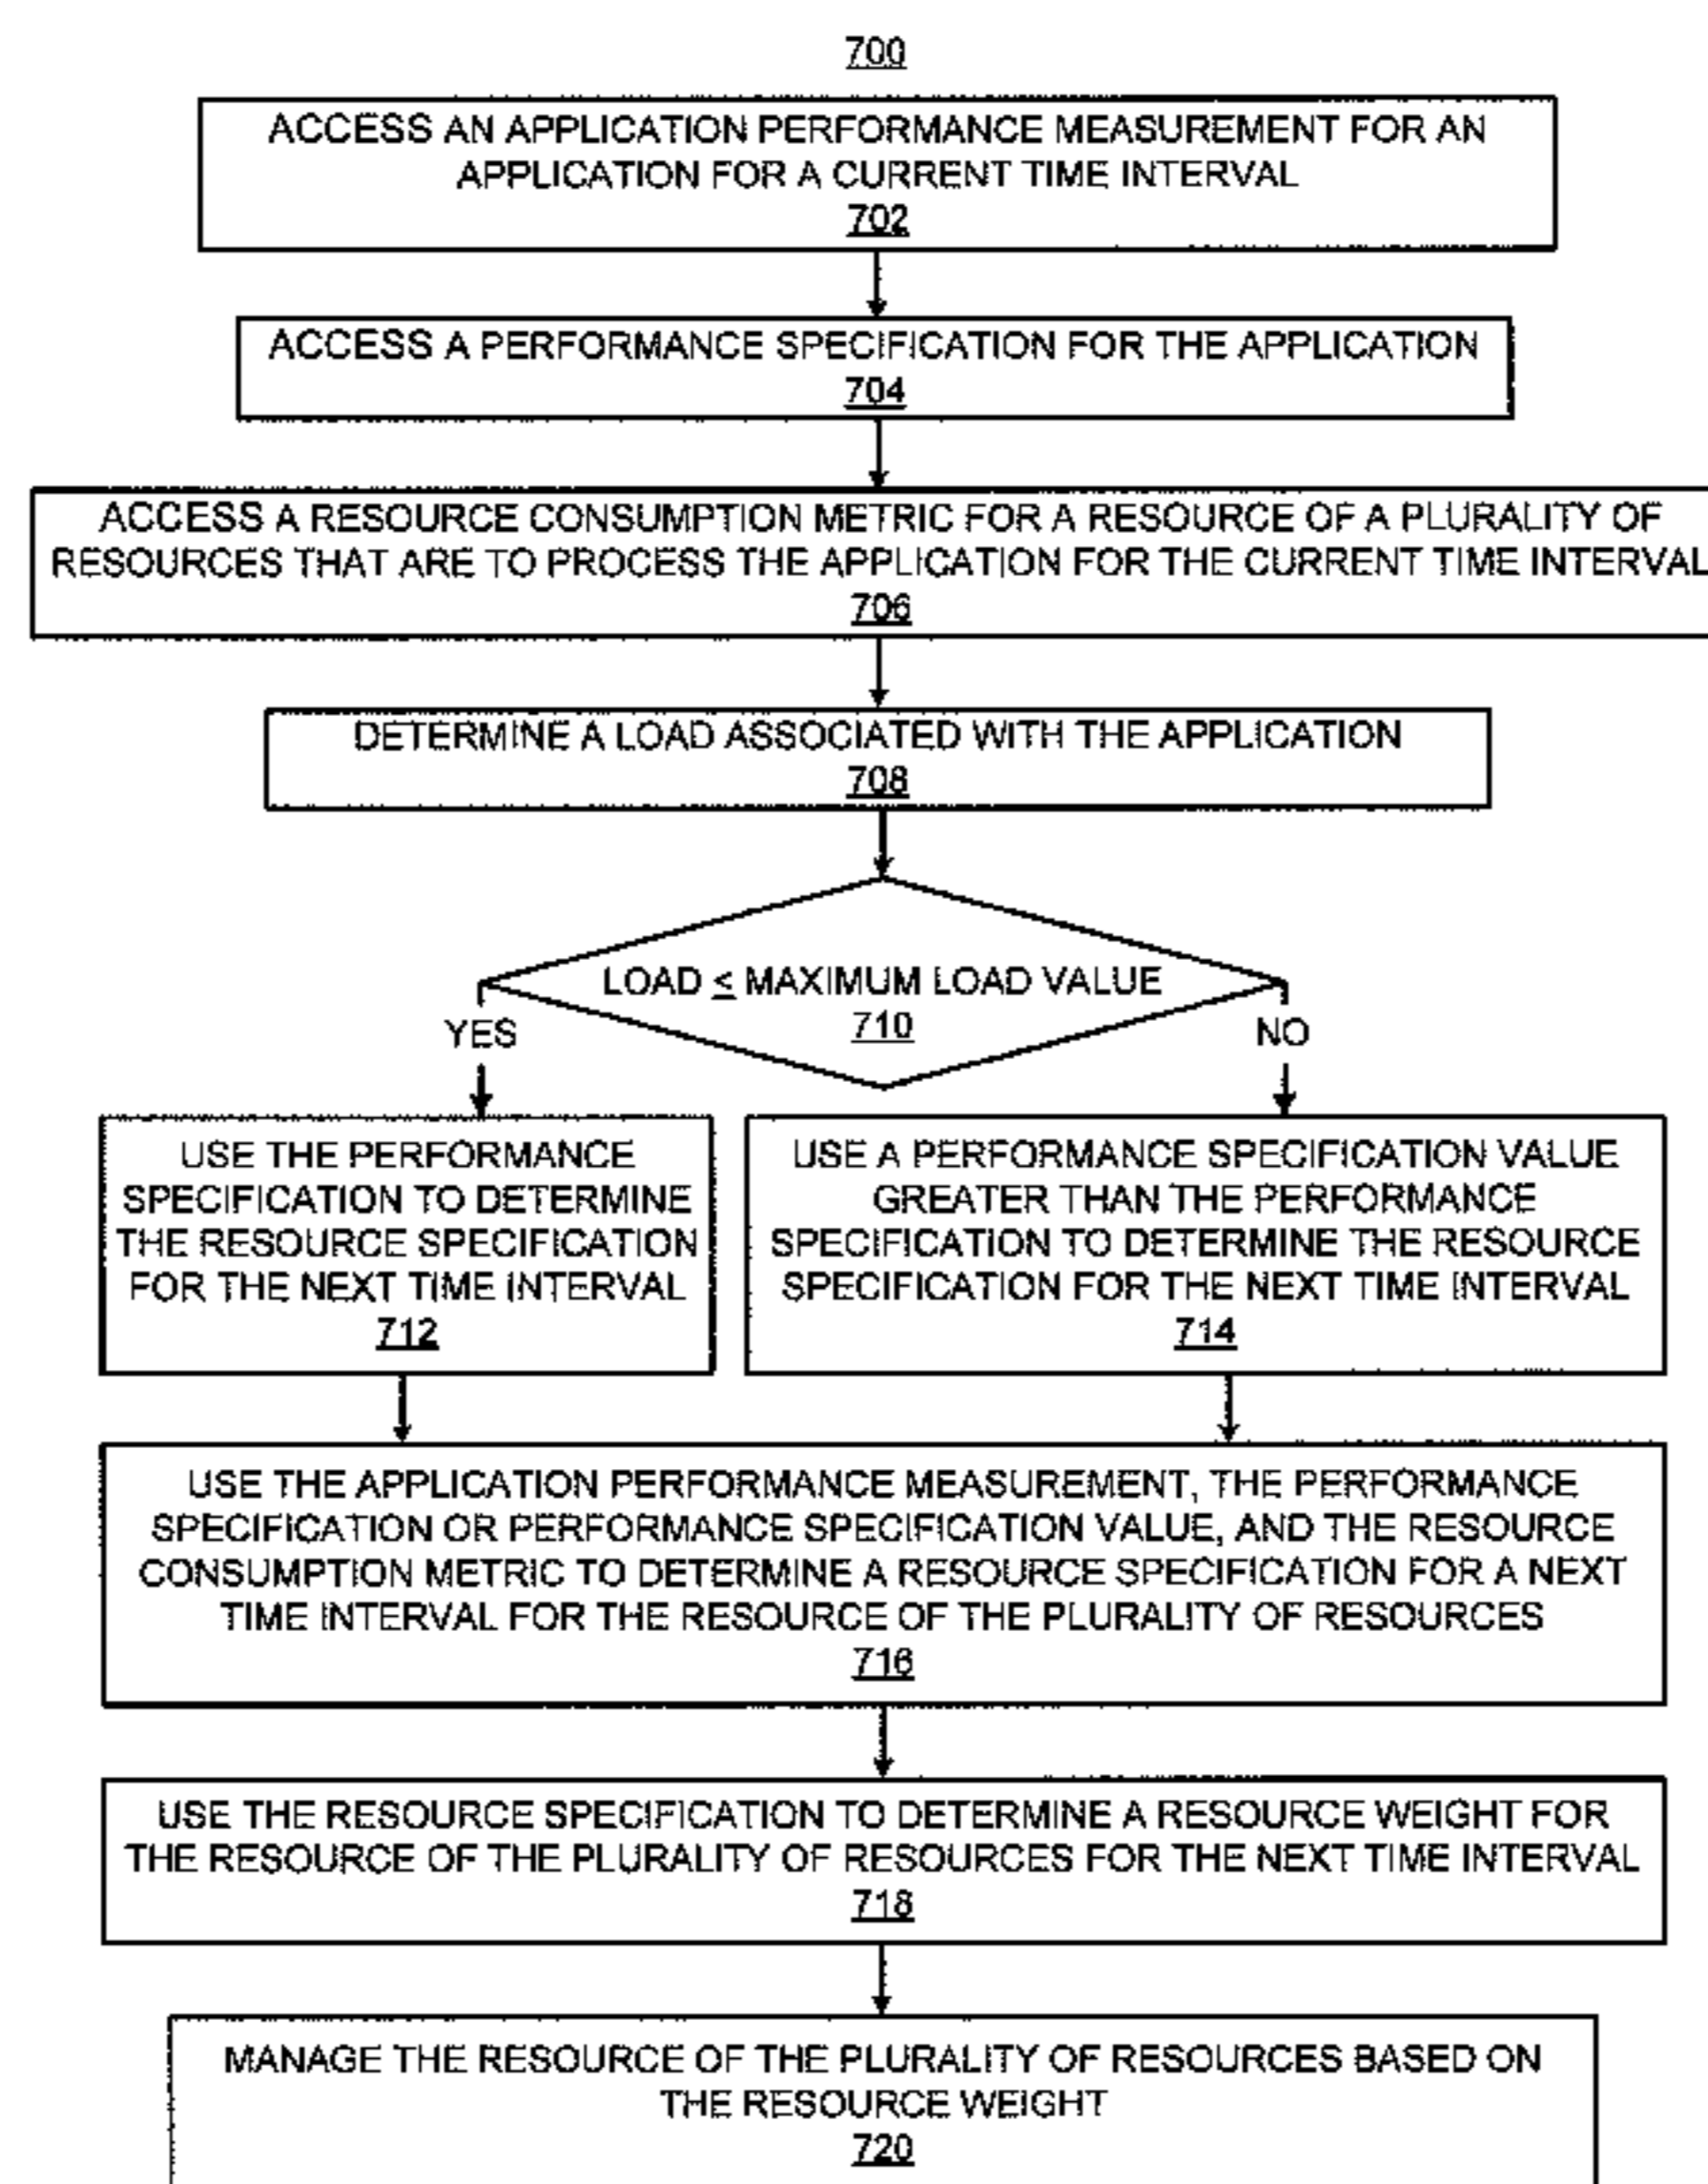 700
ACCESS AN APPLICATION PERFORMANCE MEASUREMENT FOR AN
APPLICATION FOR A CURRENT TIME INTERVAL
702
ACCESS A PERFORMANCE SPECIFICATION FOR THE APPLICATION
704
ACCESS A RESOURCE CONSUMPTION METRIC FOR A RESOURCE OF A PLURALITY OF
RESOURCES THAT ARE TO PROCESS THE APPLICATION FOR THE CURRENT TIME INTERVAL
706
DETERMINE A LOAD ASSOCIATED WITH THE APPLICATION
708
LOAD ≤ MAXIMUM LOAD VALUE
710
YES
NO
USE THE PERFORMANCE
SPECIFICATION TO DETERMINE
THE RESOURCE SPECIFICATION
FOR THE NEXT TIME INTERVAL
712
USE A PERFORMANCE SPECIFICATION VALUE
GREATER THAN THE PERFORMANCE
SPECIFICATION TO DETERMINE THE RESOURCE
SPECIFICATION FOR THE NEXT TIME INTERVAL
714
USE THE APPLICATION PERFORMANCE MEASUREMENT, THE PERFORMANCE
SPECIFICATION OR PERFORMANCE SPECIFICATION VALUE, AND THE RESOURCE
CONSUMPTION METRIC TO DETERMINE A RESOURCE SPECIFICATION FOR A NEXT
TIME INTERVAL FOR THE RESOURCE OF THE PLURALITY OF RESOURCES
716
USE THE RESOURCE SPECIFICATION TO DETERMINE A RESOURCE WEIGHT FOR
THE RESOURCE OF THE PLURALITY OF RESOURCES FOR THE NEXT TIME INTERVAL
718
MANAGE THE RESOURCE OF THE PLURALITY OF RESOURCES BASED ON
THE RESOURCE WEIGHT
720